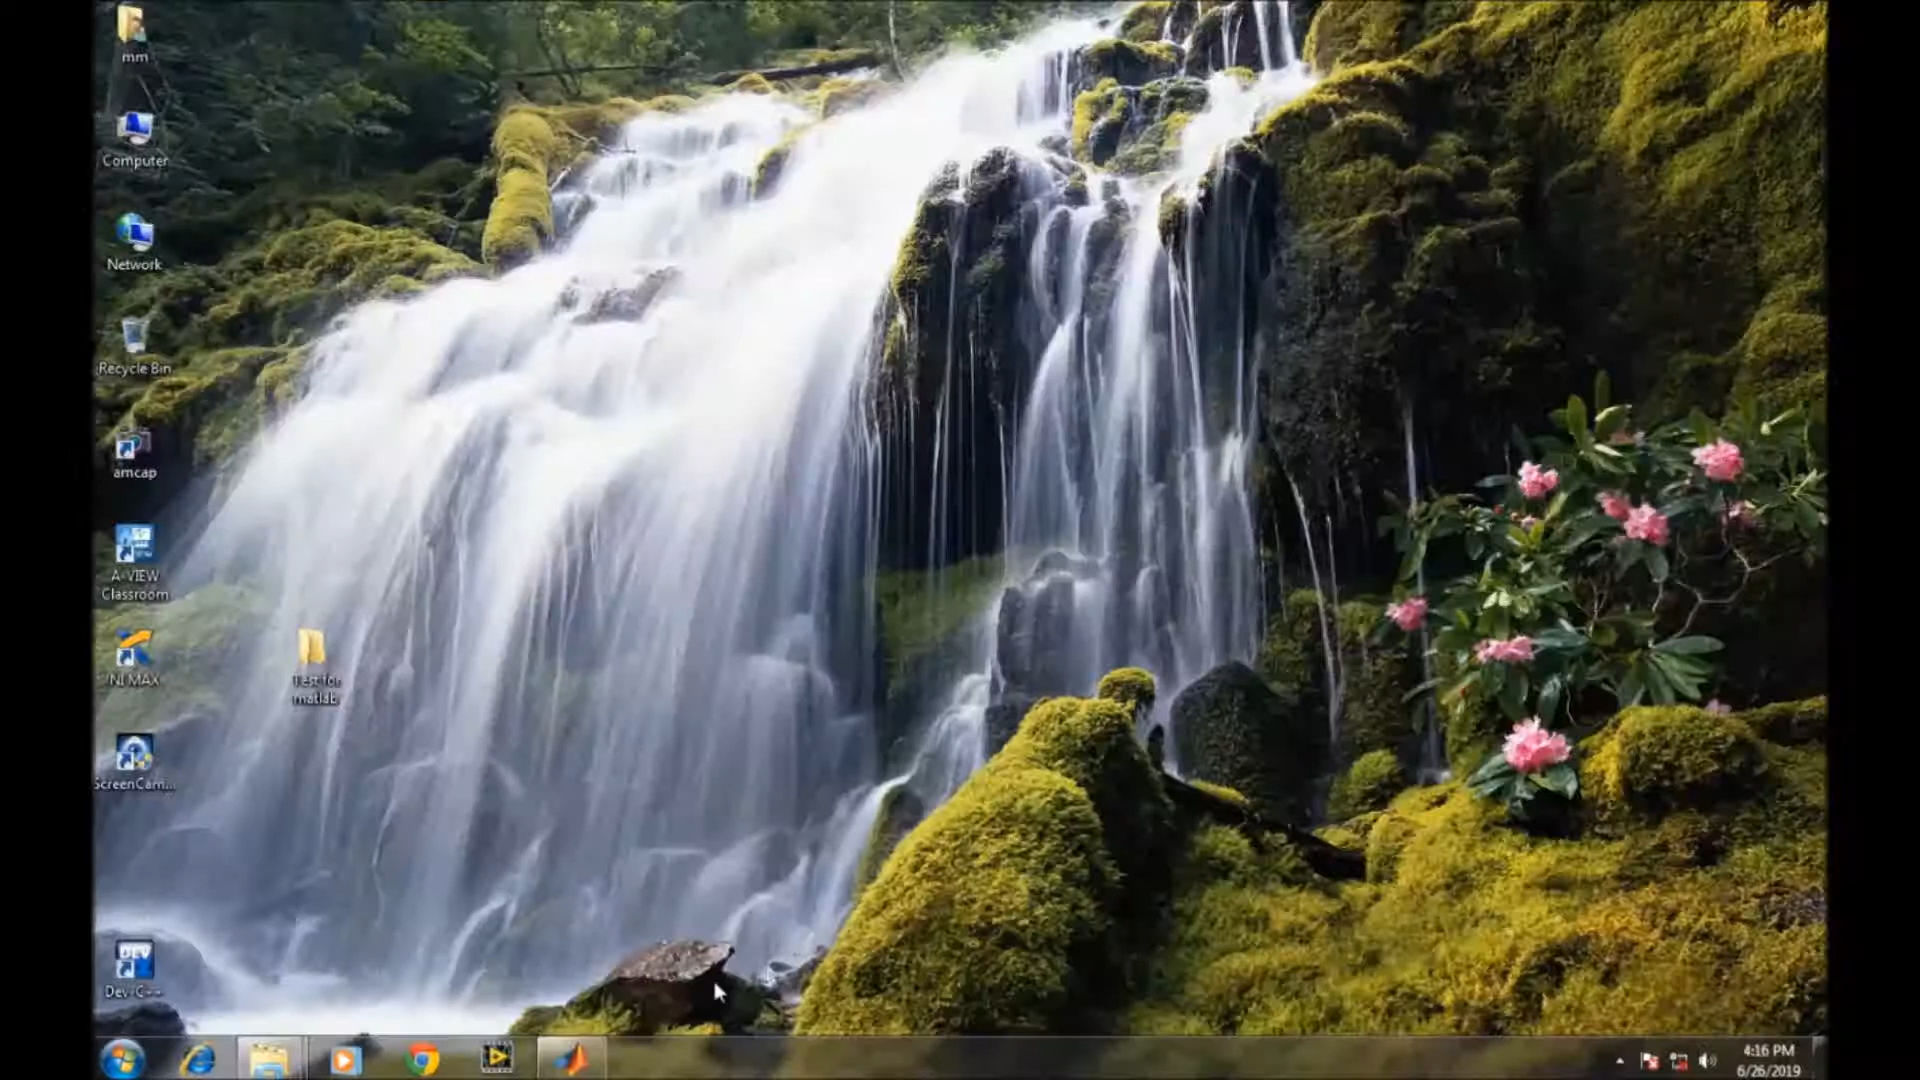 mm
Computer
Network
Recycle Bin
amcap
A-VIEW
Classroom
NI MAX
Test for
matlab
ScreenCam...
DEV
Dev-C++
4:16 PM
6/26/2019